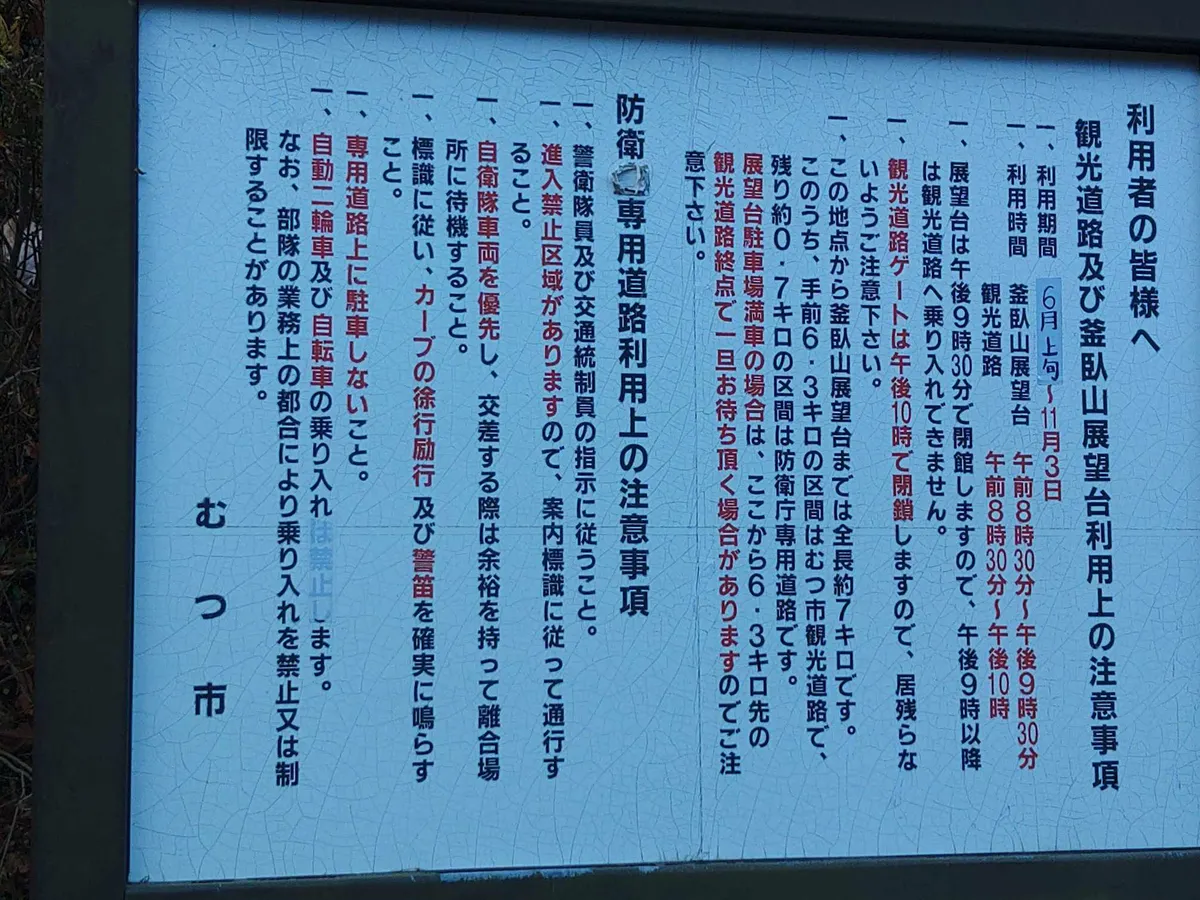 利用者の皆様へ
観光道路及び釜臥山展望台利用上の注意事項
一、利用期間　6月上旬～11月3日
一、利用時間　釜臥山展望台　午前8時30分～午後9時30分
観光道路　午前8時30分～午後10時
一、展望台は午後9時30分で閉館しますので、午後9時以降
は観光道路へ乗り入れできません。
一、観光道路ゲートは午後10時で閉鎖しますので、居残らな
いようご注意下さい。
一、この地点から釜臥山展望台までは全長約7キロです。
このうち、手前6・3キロの区間はむつ市観光道路で、
残り約0・7キロの区間は防衛庁専用道路です。
展望台駐車場満車の場合は、ここから6・3キロ先の
観光道路終点で一旦お待ち頂く場合がありますのでご注
意下さい。
防衛専用道路利用上の注意事項
一、警衛隊員及び交通統制員の指示に従うこと。
一、進入禁止区域がありますので、案内標識に従って通行す
ること。
一、自衛隊車両を優先し、交差する際は余裕を持って離合場
所に待機すること。
一、標識に従い、カーブの徐行励行及び警笛を確実に鳴らす
こと。
一、専用道路上に駐車しないこと。
一、自動二輪車及び自転車の乗り入れは禁止します。
なお、部隊の業務上の都合により乗り入れを禁止又は制
限することがあります。
むつ市